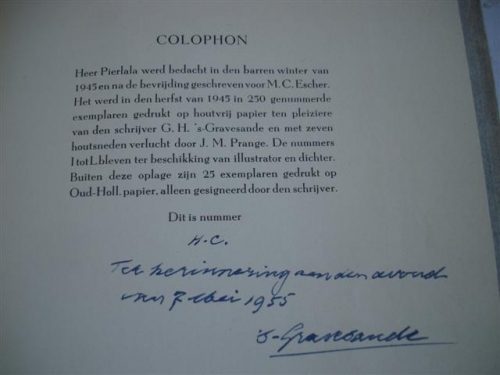 COLOPHON
Heer Pierlala werd bedacht in den barren winter van
1945 en na de bevrijding geschreven voor M. C. Escher.
Het werd in den herfst van 1945 in 250 genummerde
exemplaren gedrukt op houtvrij papier ten pleiziere
van den schrijver G. H. 's-Gravesande en met zeven
houtsneden verlucht door J. M. Prange. De nummers
I tot L bleven ter beschikking van illustrator en dichter.
Buiten deze oplage zijn 25 exemplaren gedrukt op
Oud-Holl. papier, alleen gesigneerd door den schrijver.
Dit is nummer
H.C.
Ter herinnering aan den avond
van 7 Mei 1955
's-Gravesande